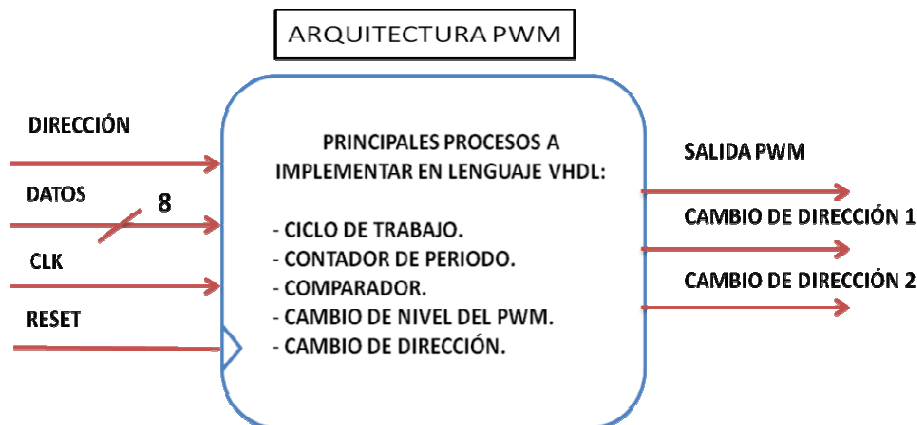 ARQUITECTURA PWM
DIRECCIÓN
DATOS
8
CLK
RESET
PRINCIPALES PROCESOS A
IMPLEMENTAR EN LENGUAJE VHDL:
- CICLO DE TRABAJO.
- CONTADOR DE PERIODO.
- COMPARADOR.
- CAMBIO DE NIVEL DEL PWM.
- CAMBIO DE DIRECCIÓN.
SALIDA PWM
CAMBIO DE DIRECCIÓN 1
CAMBIO DE DIRECCIÓN 2